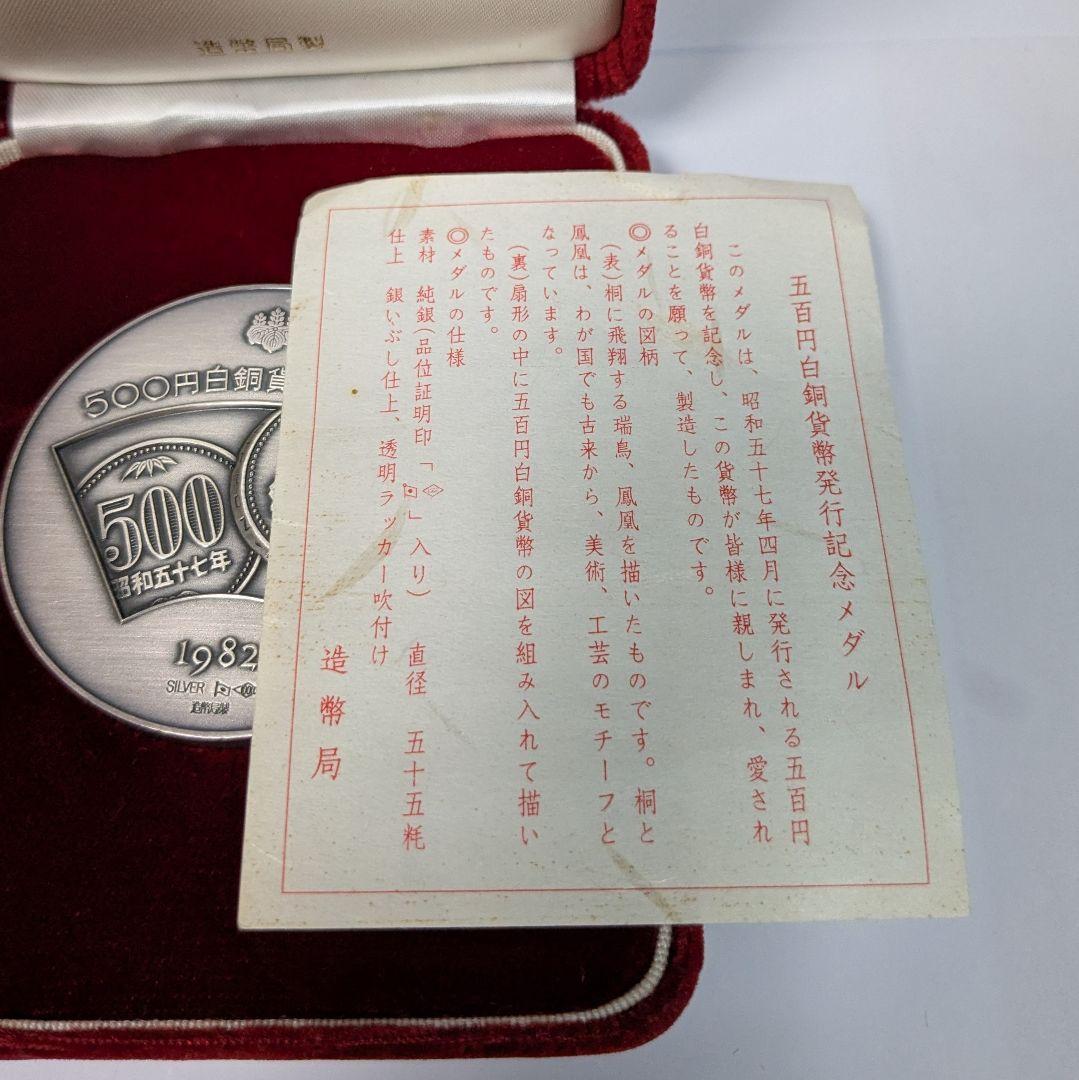 造幣局製
500円白銅貨
500
昭和五十七年
1982
SILVER 1000
造幣局製
五百円白銅貨幣発行記念メダル
このメダルは、昭和五十七年四月に発行される五百円
白銅貨幣を記念し、この貨幣が皆様に親しまれ、愛され
ることを願って、製造したものです。
◎メダルの図柄
(表)桐に飛翔する瑞鳥、鳳凰を描いたものです。桐と
鳳凰は、わが国でも古来から、美術、工芸のモチーフと
なっています。
(裏)扇形の中に五百円白銅貨幣の図を組み入れて描い
たものです。
◎メダルの仕様
素材 純銀(品位証明印「」入り) 直径 五十五粍
仕上 銀いぶし仕上、透明ラッカー吹付け
造幣局